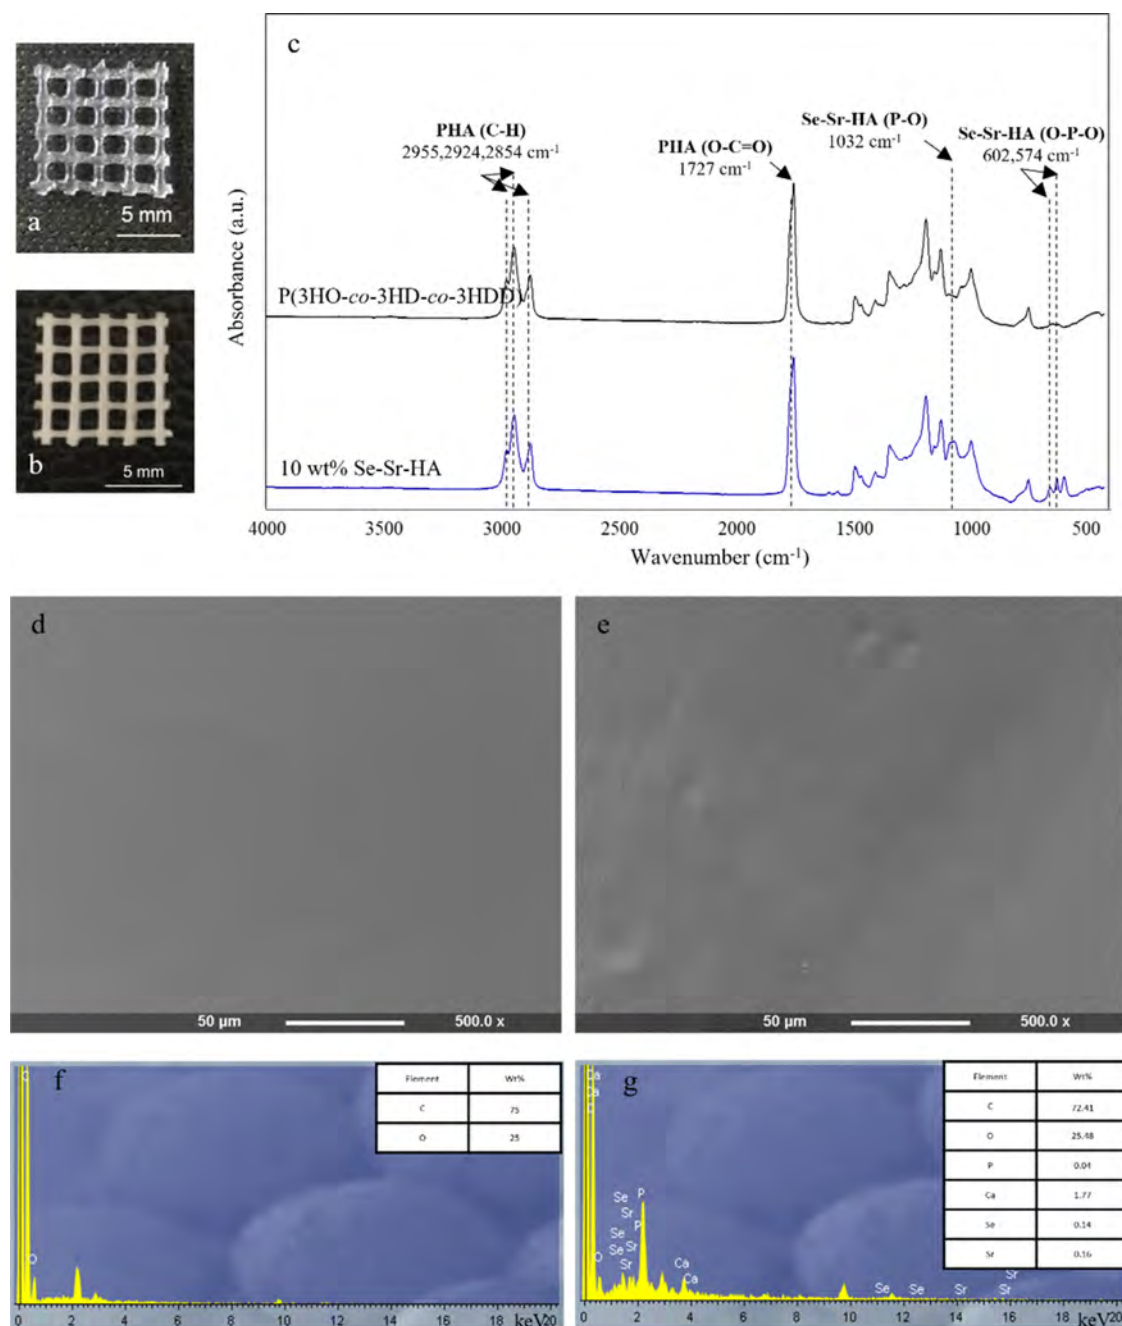 a
5 mm
b
5 mm
c
PHA (C-H)
2955,2924,2854 cm-1
PHA (O-C=O)
1727 cm-1
Se-Sr-HA (P-O)
1032 cm-1
Se-Sr-HA (O-P-O)
602,574 cm-1
Absorbance (a.u.)
P(3HO-co-3HD-co-3HDD)
10 wt% Se-Sr-HA
4000 3500 3000 2500 2000 1500 1000 500
Wavenumber (cm-1)
d
50 µm 500.0 x
e
50 µm 500.0 x
f
Element Wt%
C 75
O 25
C
O
0 2 4 6 8 10 12 14 16 18 20
keV
g
Element Wt%
C 72.41
O 25.48
P 0.04
Ca 1.77
Se 0.14
Sr 0.16
Ca
Ca
O
Se
Sr
P
Se
Se
Sr
Sr
P
Ca
Ca
Se
Se
Sr
Sr
Sr
0 2 4 6 8 10 12 14 16 18 20
keV